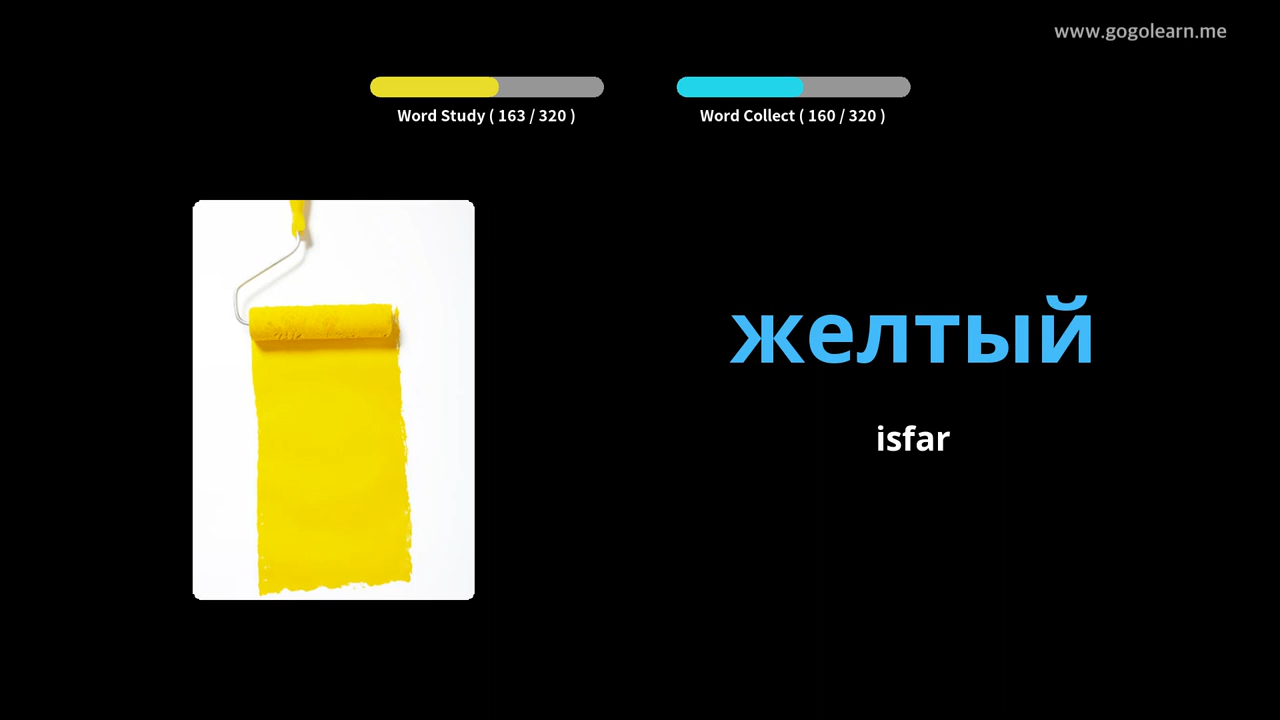 www.gogolearn.me
Word Study ( 163 / 320 )
Word Collect ( 160 / 320 )
желтый
isfar